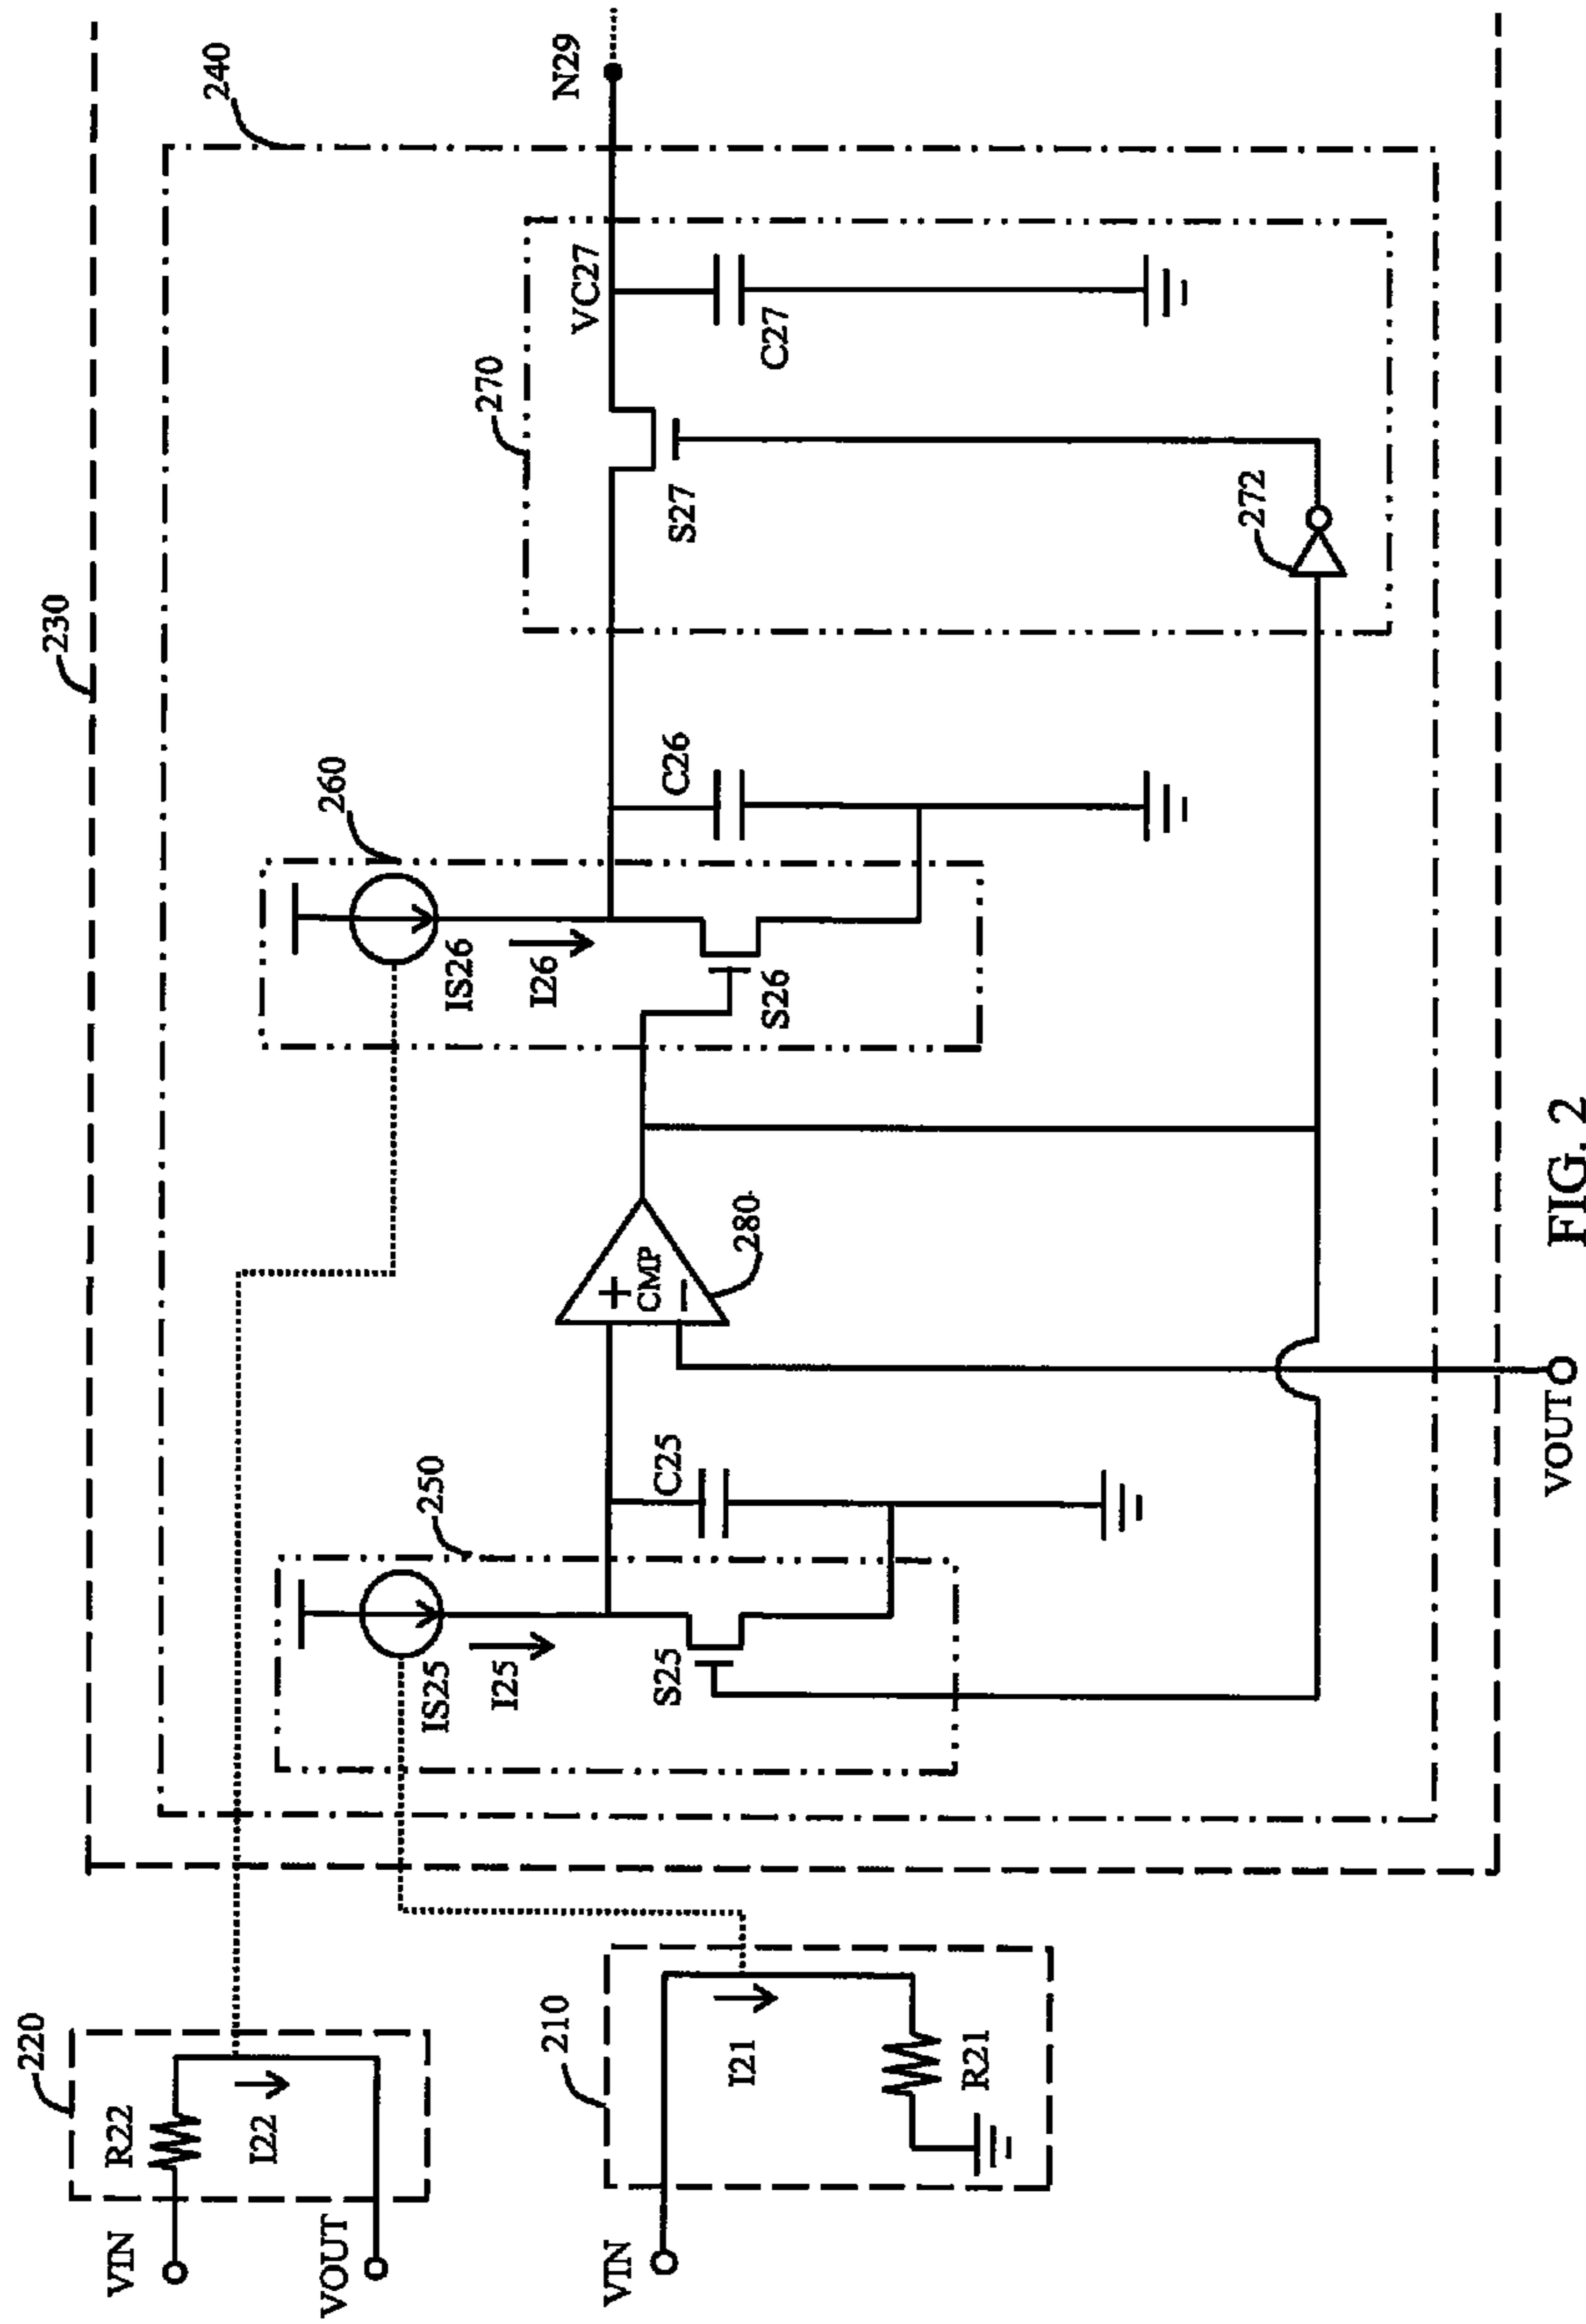 230
240
220
R22
VIN
I22
VOUT
260
IS26
I26
S26
C26
270
VC27
N29
S27
C27
272
250
IS25
I25
S25
C25
+
CMP
−
280
210
VIN
I21
R21
VOUT
FIG. 2